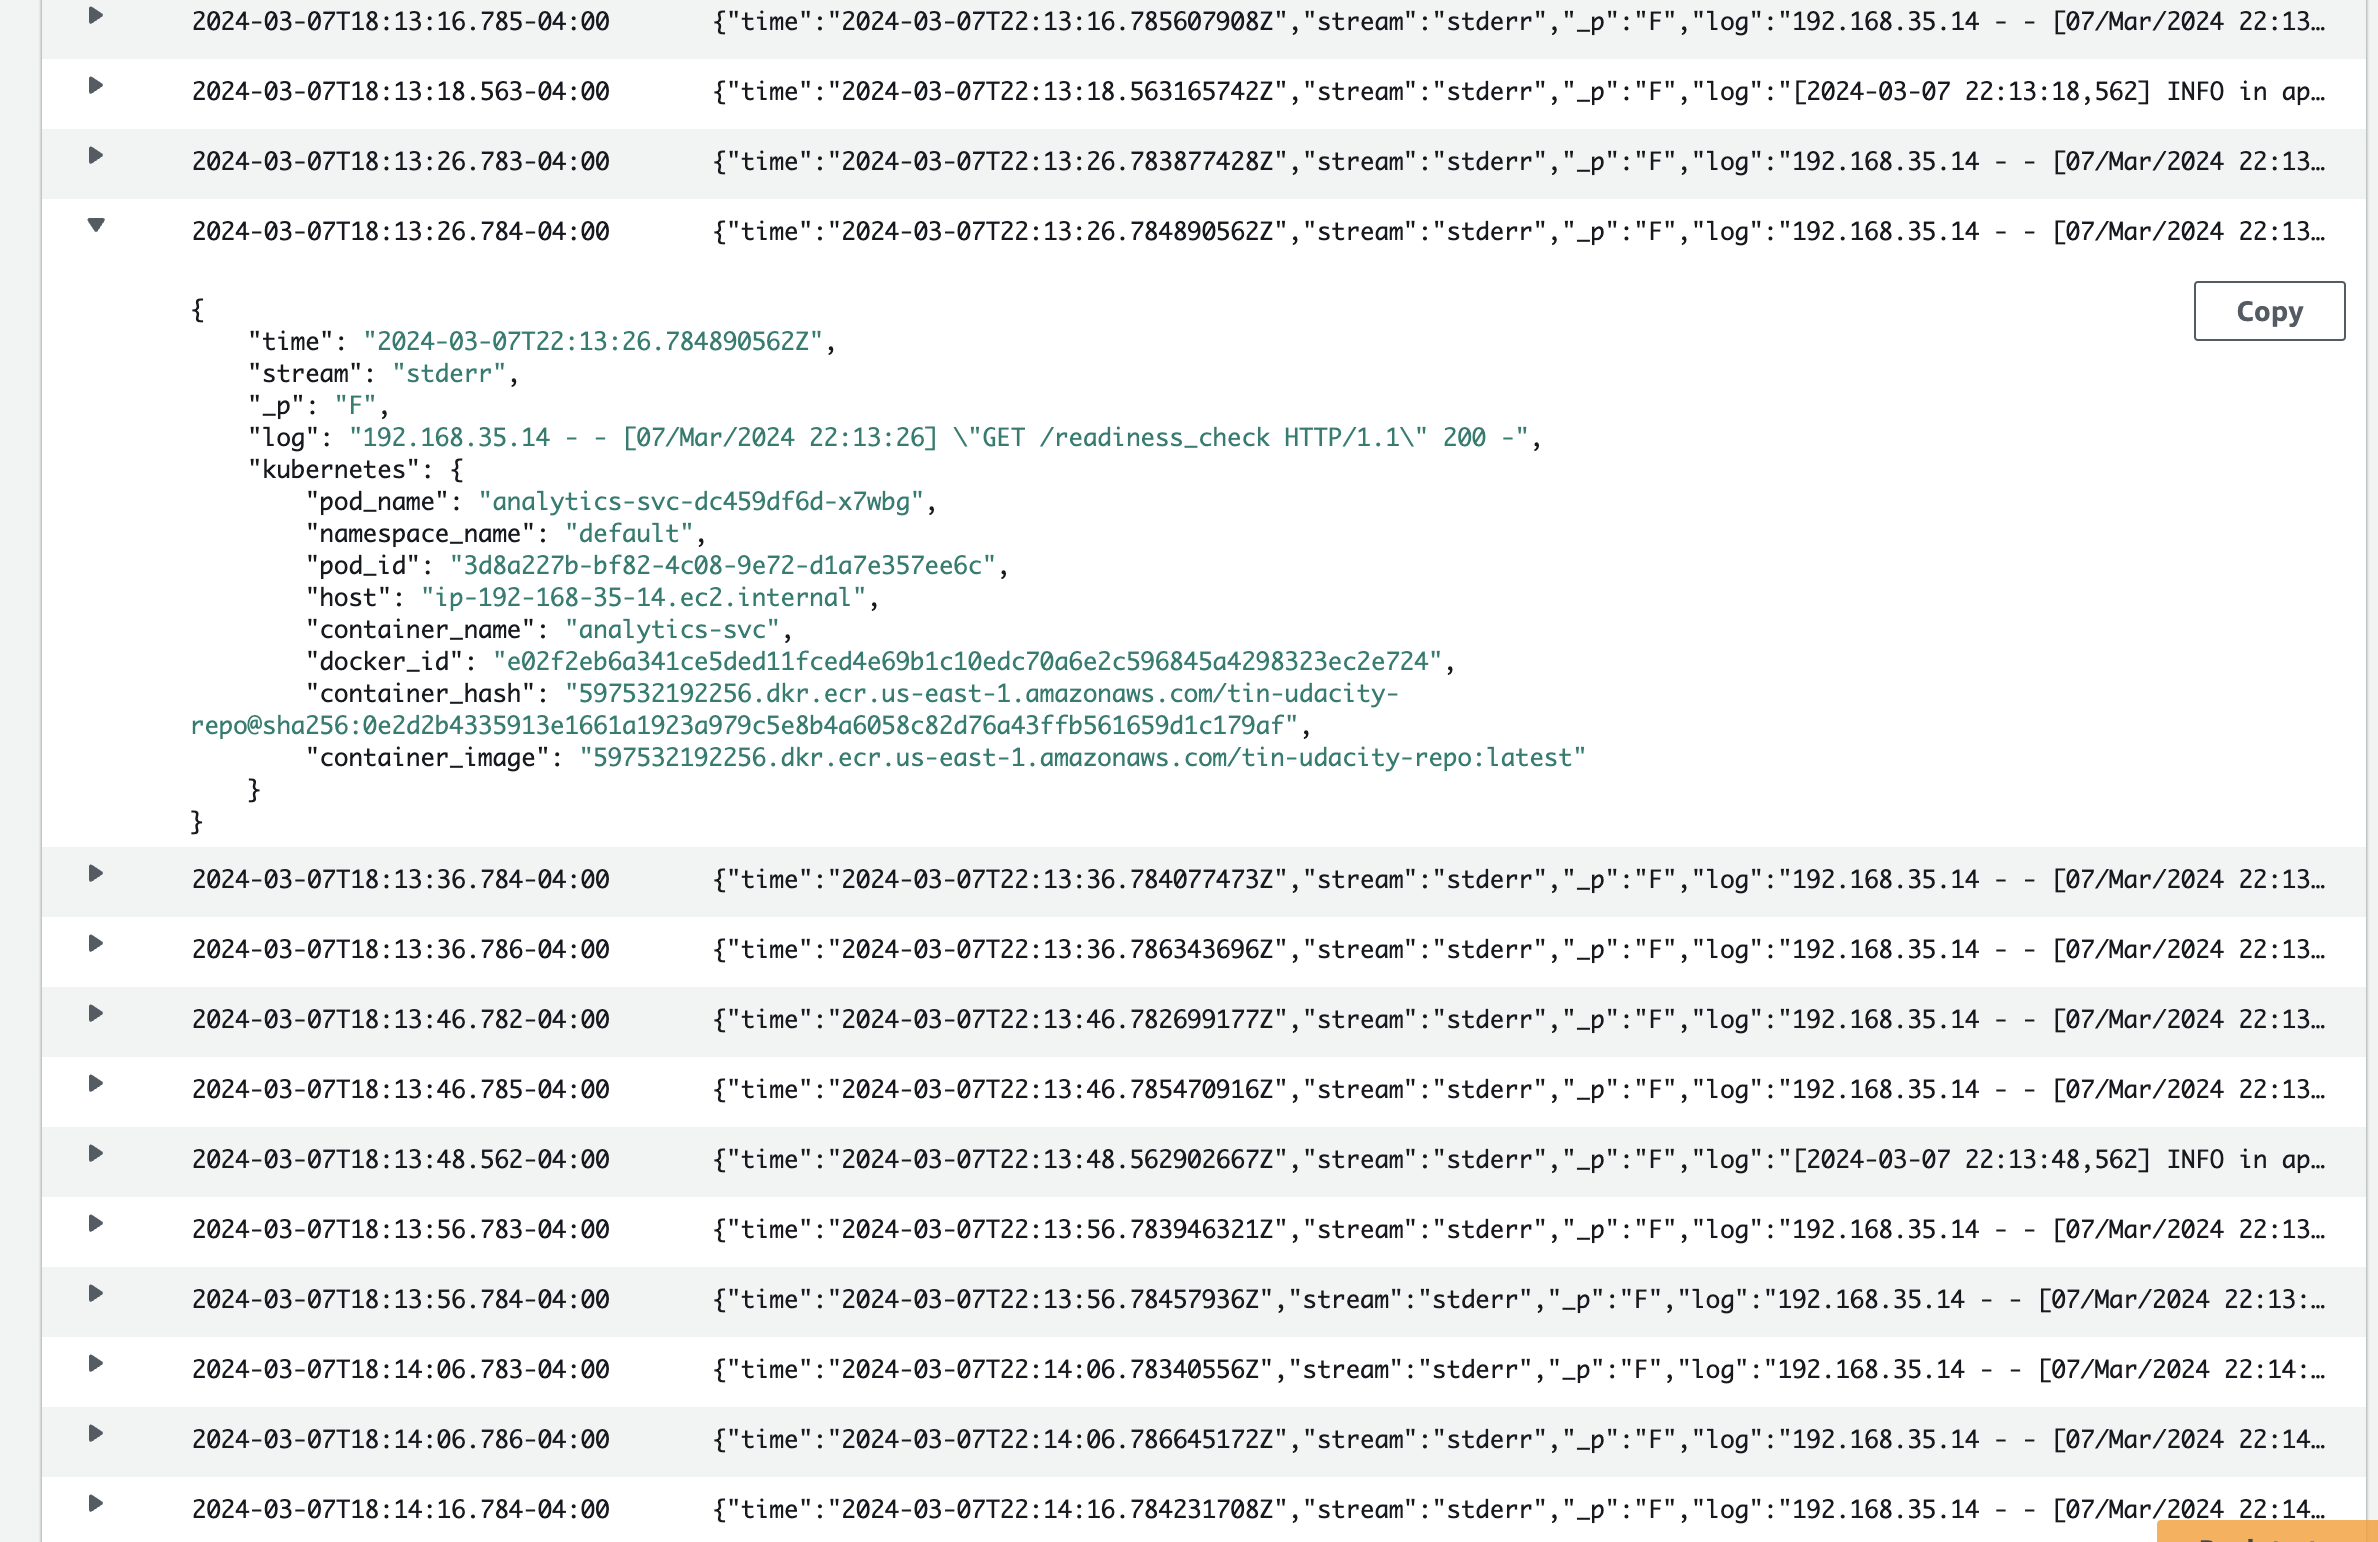 2024-03-07T18:13:16.785-04:00 {"time":"2024-03-07T22:13:16.785607908Z","stream":"stderr","_p":"F","log":"192.168.35.14 - - [07/Mar/2024 22:13…
2024-03-07T18:13:18.563-04:00 {"time":"2024-03-07T22:13:18.563165742Z","stream":"stderr","_p":"F","log":"[2024-03-07 22:13:18,562] INFO in ap…
2024-03-07T18:13:26.783-04:00 {"time":"2024-03-07T22:13:26.783877428Z","stream":"stderr","_p":"F","log":"192.168.35.14 - - [07/Mar/2024 22:13…
2024-03-07T18:13:26.784-04:00 {"time":"2024-03-07T22:13:26.784890562Z","stream":"stderr","_p":"F","log":"192.168.35.14 - - [07/Mar/2024 22:13…
Copy
{
"time": "2024-03-07T22:13:26.784890562Z",
"stream": "stderr",
"_p": "F",
"log": "192.168.35.14 - - [07/Mar/2024 22:13:26] \"GET /readiness_check HTTP/1.1\" 200 -",
"kubernetes": {
"pod_name": "analytics-svc-dc459df6d-x7wbg",
"namespace_name": "default",
"pod_id": "3d8a227b-bf82-4c08-9e72-d1a7e357ee6c",
"host": "ip-192-168-35-14.ec2.internal",
"container_name": "analytics-svc",
"docker_id": "e02f2eb6a341ce5ded11fced4e69b1c10edc70a6e2c596845a4298323ec2e724",
"container_hash": "597532192256.dkr.ecr.us-east-1.amazonaws.com/tin-udacity-
repo@sha256:0e2d2b4335913e1661a1923a979c5e8b4a6058c82d76a43ffb561659d1c179af",
"container_image": "597532192256.dkr.ecr.us-east-1.amazonaws.com/tin-udacity-repo:latest"
}
}
2024-03-07T18:13:36.784-04:00 {"time":"2024-03-07T22:13:36.784077473Z","stream":"stderr","_p":"F","log":"192.168.35.14 - - [07/Mar/2024 22:13…
2024-03-07T18:13:36.786-04:00 {"time":"2024-03-07T22:13:36.786343696Z","stream":"stderr","_p":"F","log":"192.168.35.14 - - [07/Mar/2024 22:13…
2024-03-07T18:13:46.782-04:00 {"time":"2024-03-07T22:13:46.782699177Z","stream":"stderr","_p":"F","log":"192.168.35.14 - - [07/Mar/2024 22:13…
2024-03-07T18:13:46.785-04:00 {"time":"2024-03-07T22:13:46.785470916Z","stream":"stderr","_p":"F","log":"192.168.35.14 - - [07/Mar/2024 22:13…
2024-03-07T18:13:48.562-04:00 {"time":"2024-03-07T22:13:48.562902667Z","stream":"stderr","_p":"F","log":"[2024-03-07 22:13:48,562] INFO in ap…
2024-03-07T18:13:56.783-04:00 {"time":"2024-03-07T22:13:56.783946321Z","stream":"stderr","_p":"F","log":"192.168.35.14 - - [07/Mar/2024 22:13…
2024-03-07T18:13:56.784-04:00 {"time":"2024-03-07T22:13:56.78457936Z","stream":"stderr","_p":"F","log":"192.168.35.14 - - [07/Mar/2024 22:13:…
2024-03-07T18:14:06.783-04:00 {"time":"2024-03-07T22:14:06.78340556Z","stream":"stderr","_p":"F","log":"192.168.35.14 - - [07/Mar/2024 22:14:…
2024-03-07T18:14:06.786-04:00 {"time":"2024-03-07T22:14:06.786645172Z","stream":"stderr","_p":"F","log":"192.168.35.14 - - [07/Mar/2024 22:14…
2024-03-07T18:14:16.784-04:00 {"time":"2024-03-07T22:14:16.784231708Z","stream":"stderr","_p":"F","log":"192.168.35.14 - - [07/Mar/2024 22:14…